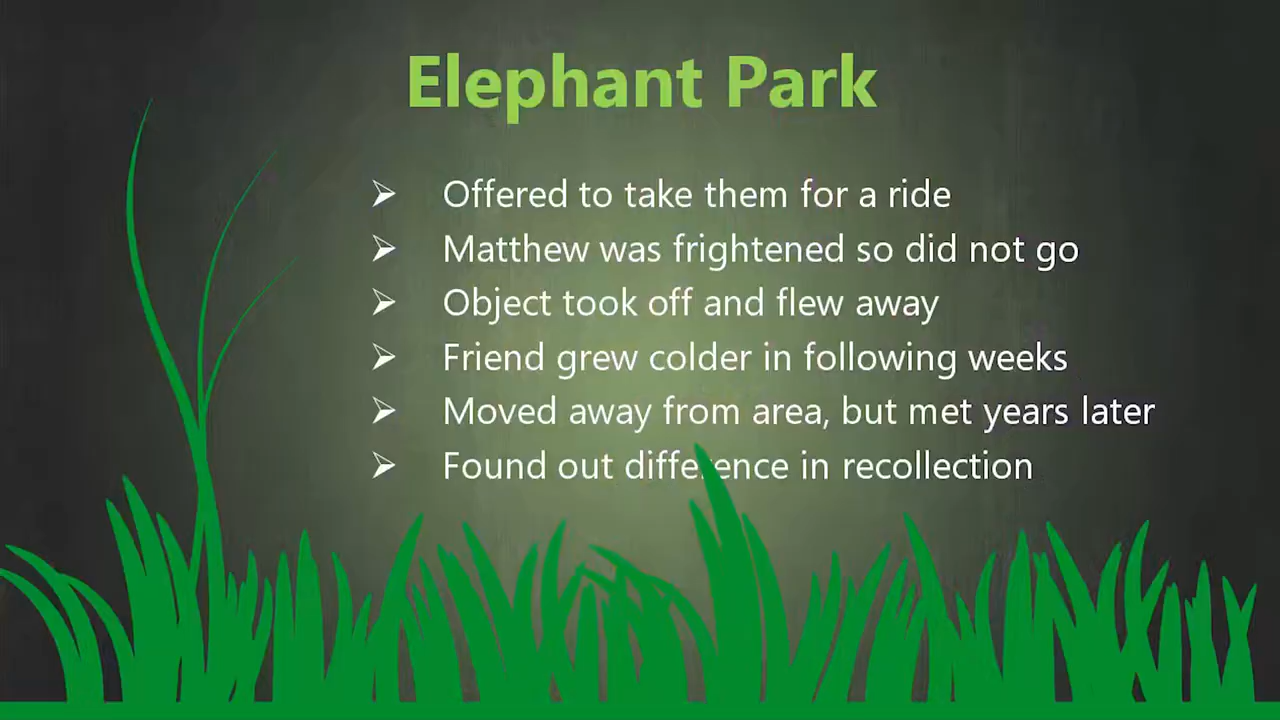 Elephant Park
Offered to take them for a ride
Matthew was frightened so did not go
Object took off and flew away
Friend grew colder in following weeks
Moved away from area, but met years later
Found out difference in recollection